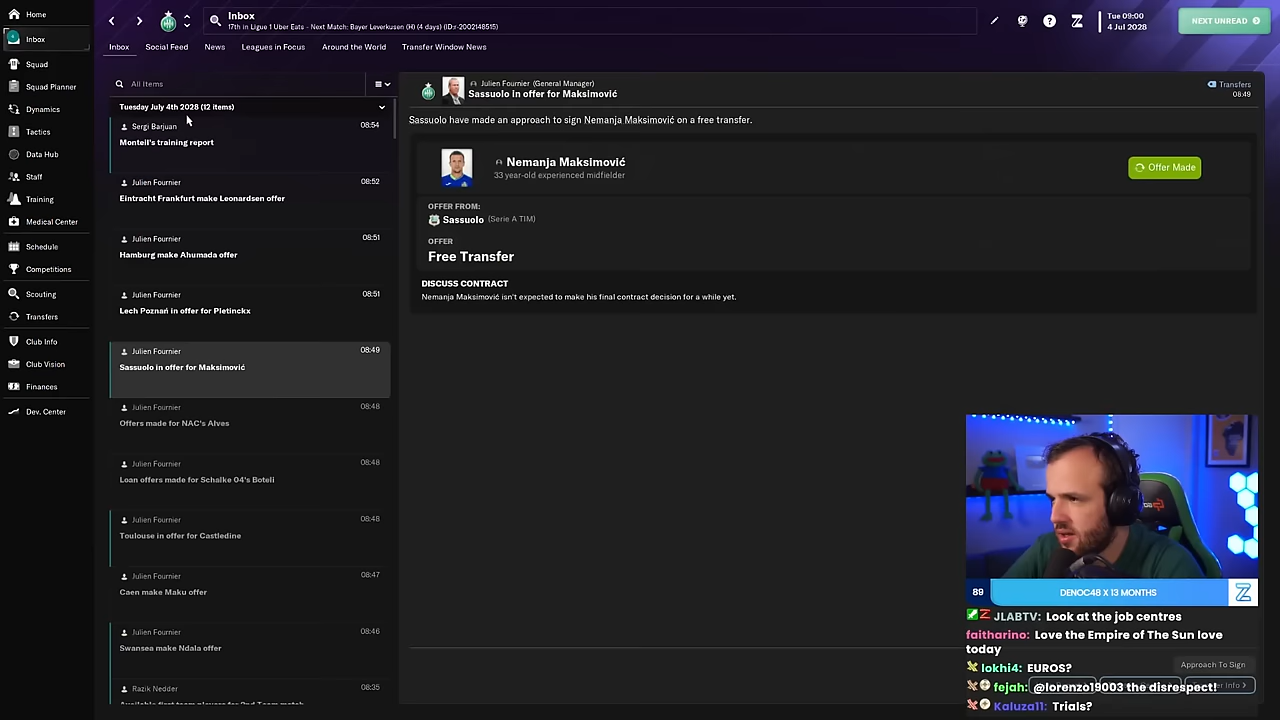 Home
Inbox
Squad
Squad Planner
Dynamics
Tactics
Data Hub
Staff
Training
Medical Center
Schedule
Competitions
Scouting
Transfers
Club Info
Club Vision
Finances
Dev. Center
Inbox
17th in Ligue 1 Uber Eats - Next Match: Bayer Leverkusen (H) (4 days) (ID:-2002148515)
Tue 09:00
4 Jul 2028
NEXT UNREAD
Inbox
Social Feed
News
Leagues in Focus
Around the World
Transfer Window News
All Items
Tuesday July 4th 2028 (12 items)
Sergi Barjuan 08:54
Monteil's training report
Julien Fournier 08:52
Eintracht Frankfurt make Leonardsen offer
Julien Fournier 08:51
Hamburg make Ahumada offer
Julien Fournier 08:51
Lech Poznań in offer for Pletinckx
Julien Fournier 08:49
Sassuolo in offer for Maksimović
Julien Fournier 08:48
Offers made for NAC's Alves
Julien Fournier 08:48
Loan offers made for Schalke 04's Boteli
Julien Fournier 08:48
Toulouse in offer for Castledine
Julien Fournier 08:47
Caen make Maku offer
Julien Fournier 08:46
Swansea make Ndala offer
Razik Nedder 08:35
Available first team players for 2nd Team match
Julien Fournier (General Manager)
Sassuolo in offer for Maksimović
Transfers
08:49
Sassuolo have made an approach to sign Nemanja Maksimović on a free transfer.
Nemanja Maksimović
33 year-old experienced midfielder
Offer Made
OFFER FROM:
Sassuolo (Serie A TIM)
OFFER
Free Transfer
DISCUSS CONTRACT
Nemanja Maksimović isn't expected to make his final contract decision for a while yet.
89 DENOC48 X 13 MONTHS Z
JLABTV: Look at the job centres
faitharino: Love the Empire of The Sun love
today
lokhi4: EUROS?
Approach To Sign
fejah: @lorenzo19003 the disrespect!
Info
Kaluza11: Trials?